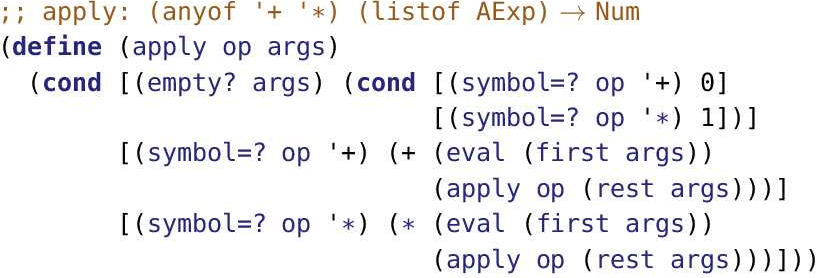 ;; apply: (anyof '+ '*) (listof AExp) → Num
(define (apply op args)
  (cond [(empty? args) (cond [(symbol=? op '+) 0]
                             [(symbol=? op '*) 1])]
        [(symbol=? op '+) (+ (eval (first args))
                             (apply op (rest args)))]
        [(symbol=? op '*) (* (eval (first args))
                             (apply op (rest args)))]))